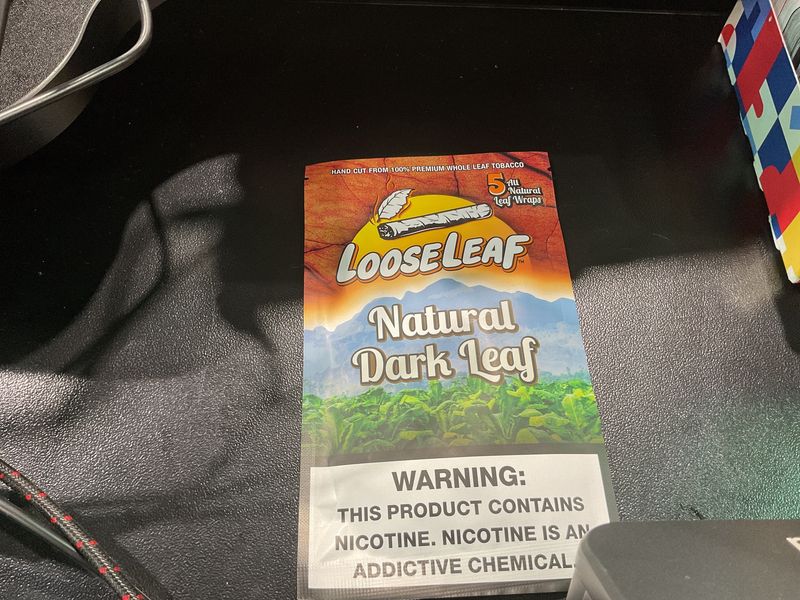 HAND CUT FROM 100% PREMIUM WHOLE LEAF TOBACCO
5 All
Natural
Leaf Wraps
LOOSELEAF™
Natural
Dark Leaf
WARNING:
THIS PRODUCT CONTAINS
NICOTINE. NICOTINE IS AN
ADDICTIVE CHEMICAL.